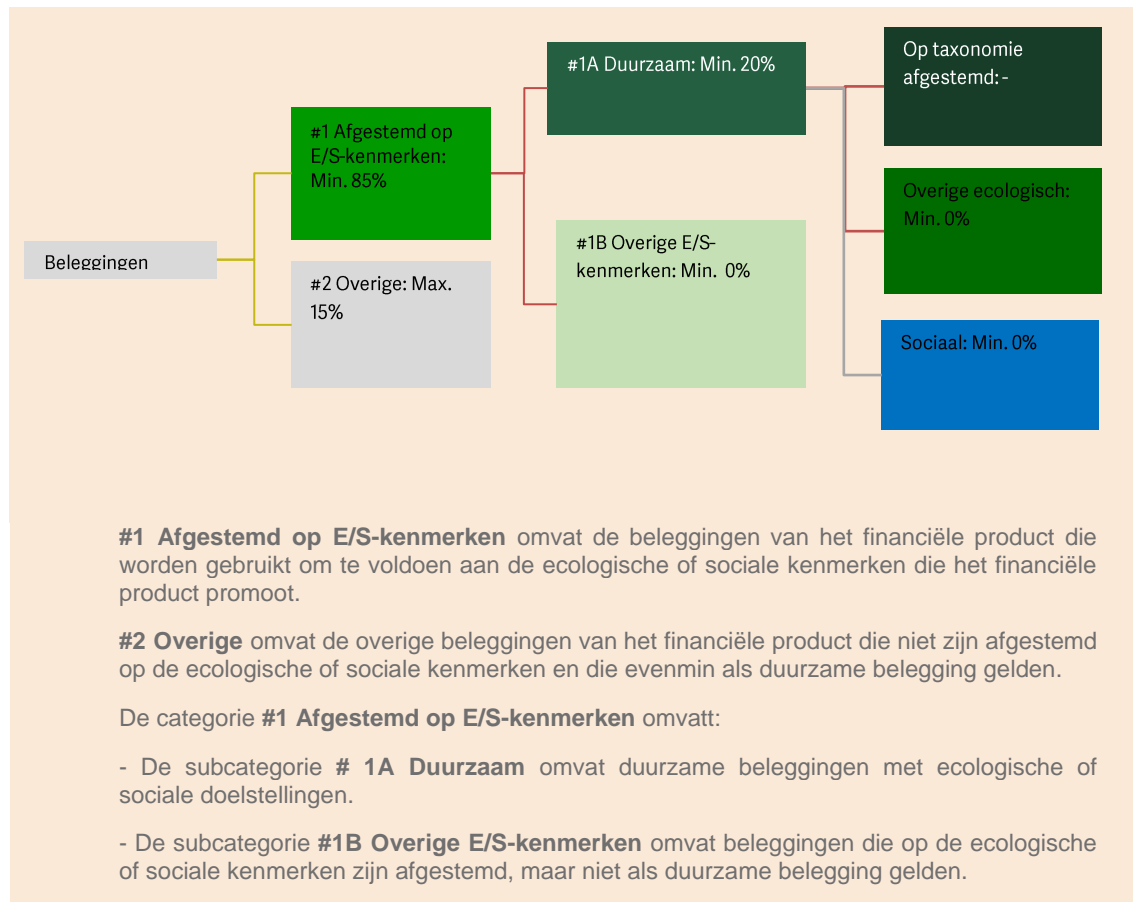 Beleggingen
#1 Afgestemd op
E/S-kenmerken:
Min. 85%
#2 Overige: Max.
15%
#1A Duurzaam: Min. 20%
#1B Overige E/S-
kenmerken: Min. 0%
Op taxonomie
afgestemd: -
Overige ecologisch:
Min. 0%
Sociaal: Min. 0%
#1 Afgestemd op E/S-kenmerken omvat de beleggingen van het financiële product die
worden gebruikt om te voldoen aan de ecologische of sociale kenmerken die het financiële
product promoot.
#2 Overige omvat de overige beleggingen van het financiële product die niet zijn afgestemd
op de ecologische of sociale kenmerken en die evenmin als duurzame belegging gelden.
De categorie #1 Afgestemd op E/S-kenmerken omvatt:
- De subcategorie # 1A Duurzaam omvat duurzame beleggingen met ecologische of
sociale doelstellingen.
- De subcategorie #1B Overige E/S-kenmerken omvat beleggingen die op de ecologische
of sociale kenmerken zijn afgestemd, maar niet als duurzame belegging gelden.